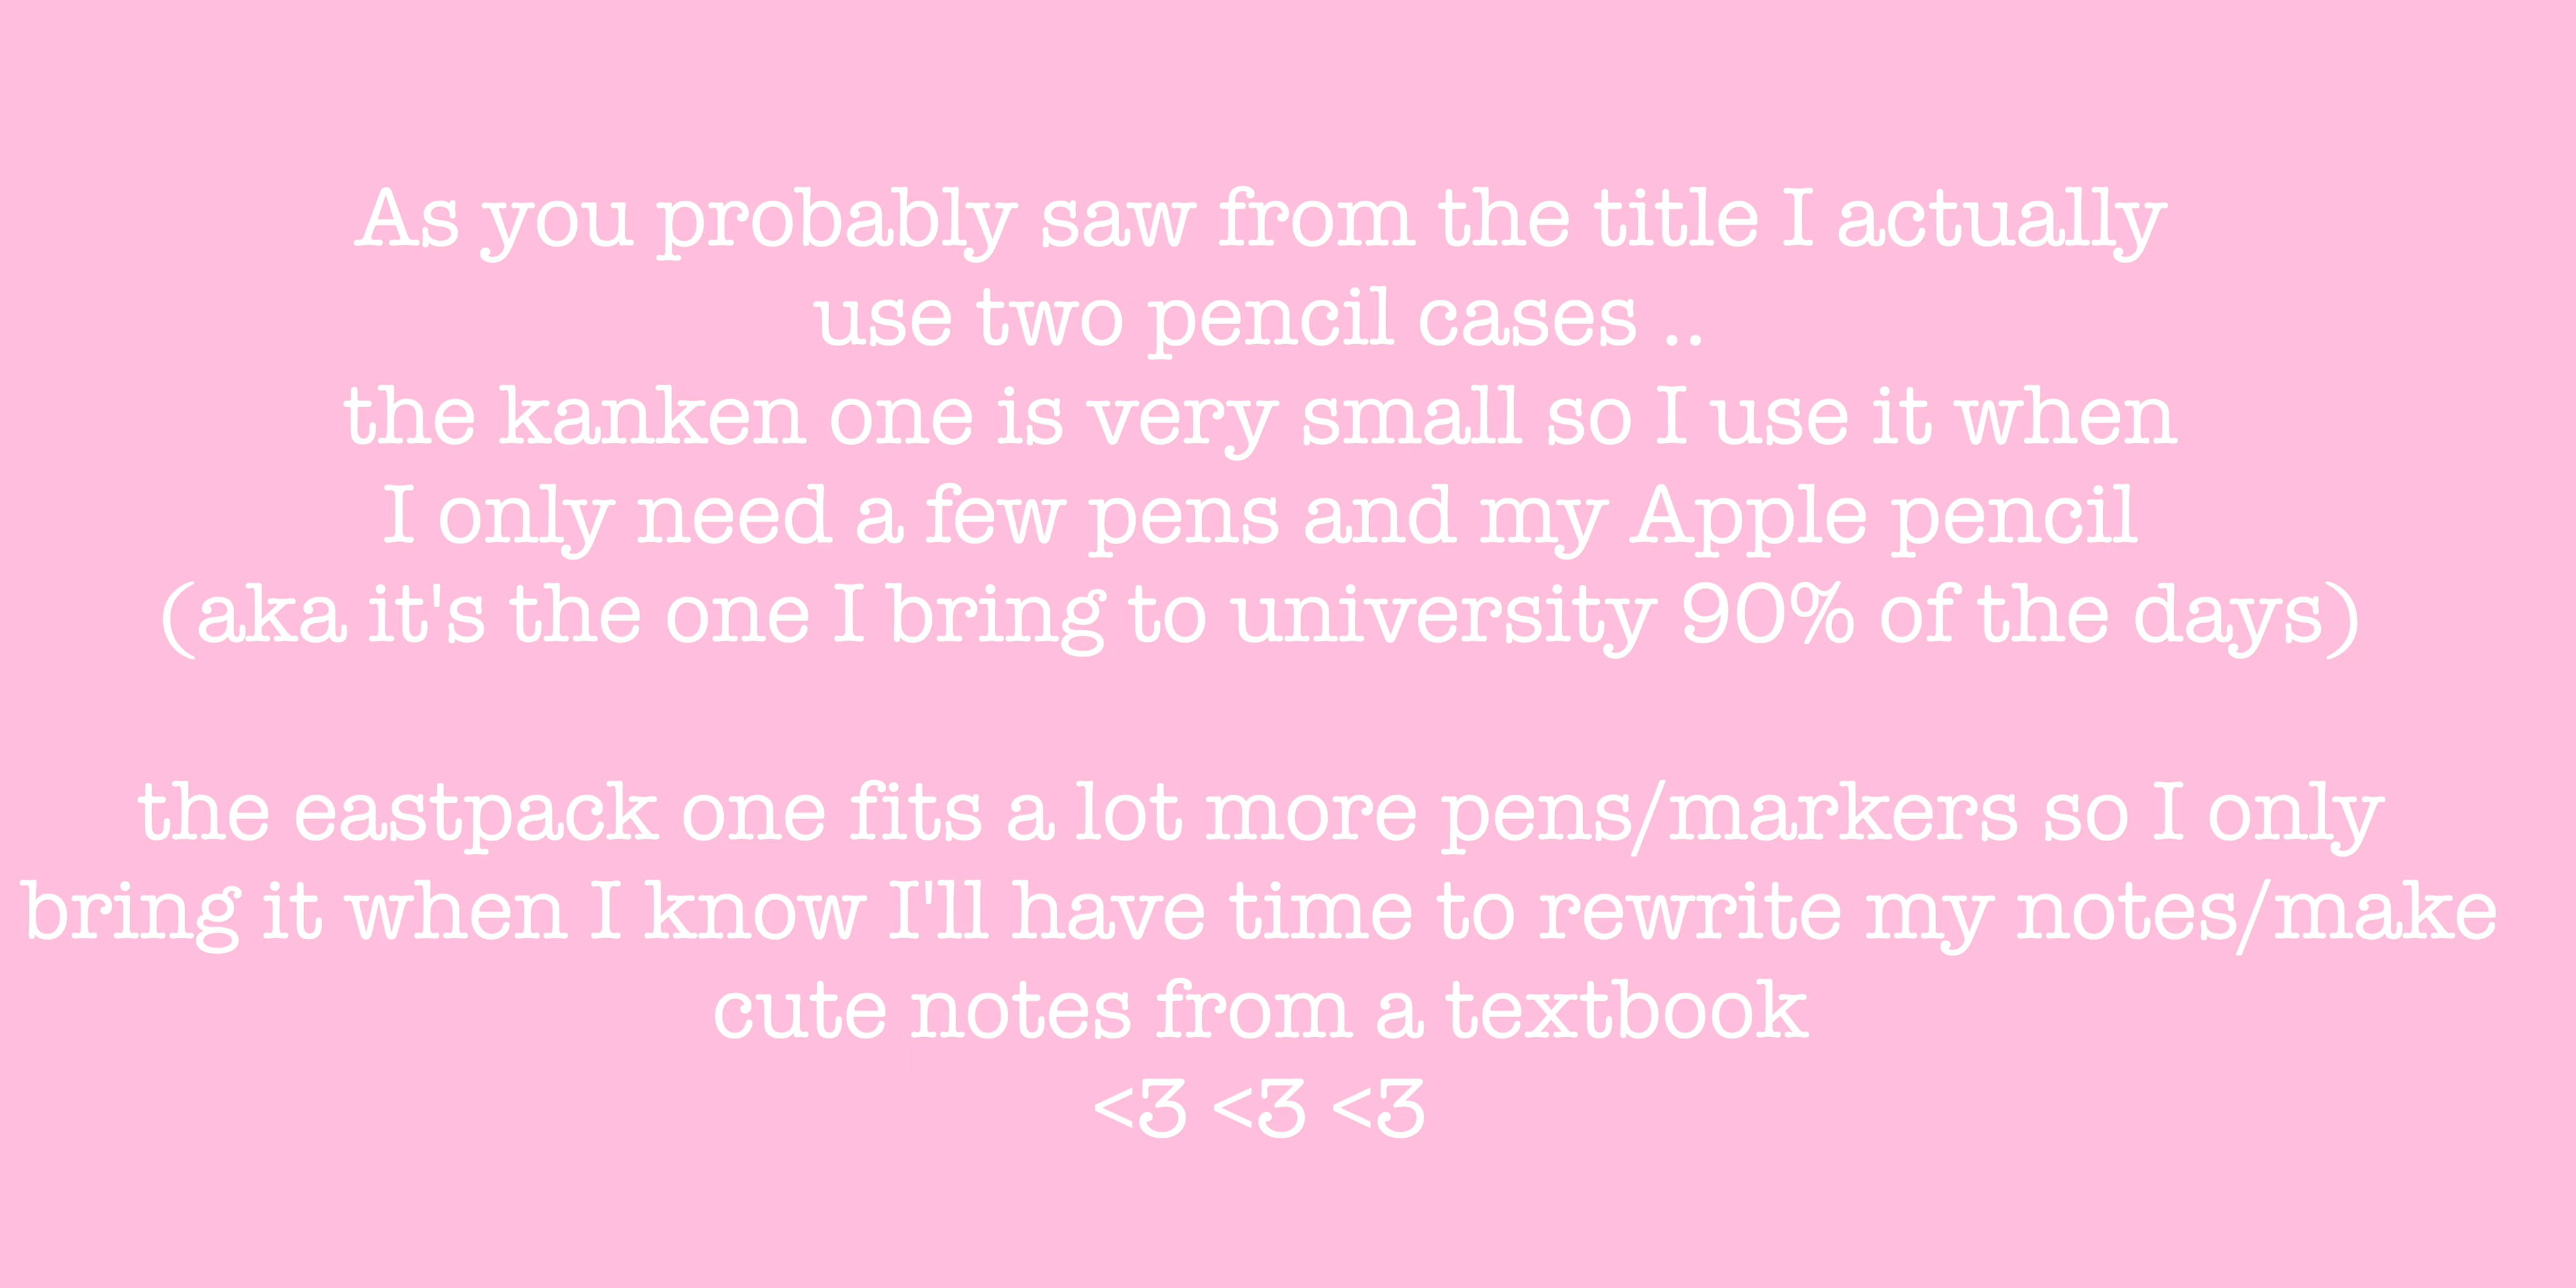 As you probably saw from the title I actually
use two pencil cases ..
the kanken one is very small so I use it when
I only need a few pens and my Apple pencil
(aka it's the one I bring to university 90% of the days)
the eastpack one fits a lot more pens/markers so I only
bring it when I know I'll have time to rewrite my notes/make
cute notes from a textbook
<3 <3 <3